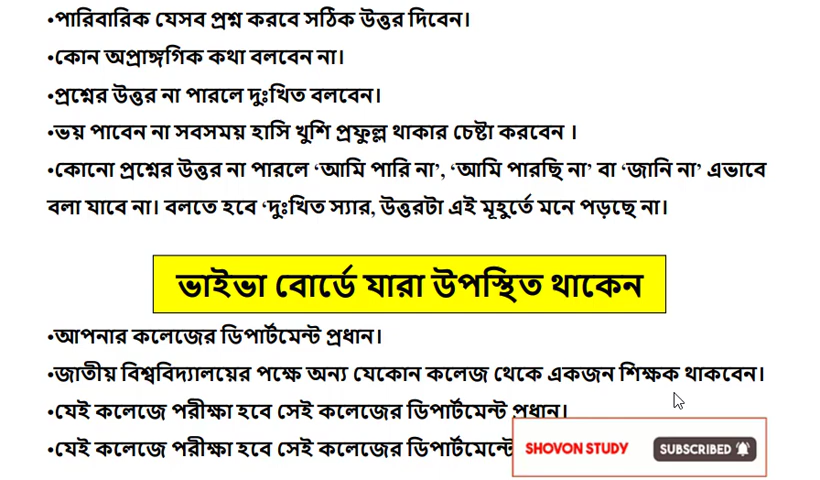 •পারিবারিক যেসব প্রশ্ন করবে সঠিক উত্তর দিবেন।
•কোন অপ্রাঙ্গগিক কথা বলবেন না।
•প্রশ্নের উত্তর না পারলে দুঃখিত বলবেন।
•ভয় পাবেন না সবসময় হাসি খুশি প্রফুল্ল থাকার চেষ্টা করবেন ।
•কোনো প্রশ্নের উত্তর না পারলে ‘আমি পারি না’, ‘আমি পারছি না’ বা ‘জানি না’ এভাবে
বলা যাবে না। বলতে হবে ‘দুঃখিত স্যার, উত্তরটা এই মূহুর্তে মনে পড়ছে না।
ভাইভা বোর্ডে যারা উপস্থিত থাকেন
•আপনার কলেজের ডিপার্টমেন্ট প্রধান।
•জাতীয় বিশ্ববিদ্যালয়ের পক্ষে অন্য যেকোন কলেজ থেকে একজন শিক্ষক থাকবেন।
•যেই কলেজে পরীক্ষা হবে সেই কলেজের ডিপার্টমেন্ট প্রধান।
•যেই কলেজে পরীক্ষা হবে সেই কলেজের ডিপার্টমেন্টে
SHOVON STUDY SUBSCRIBED